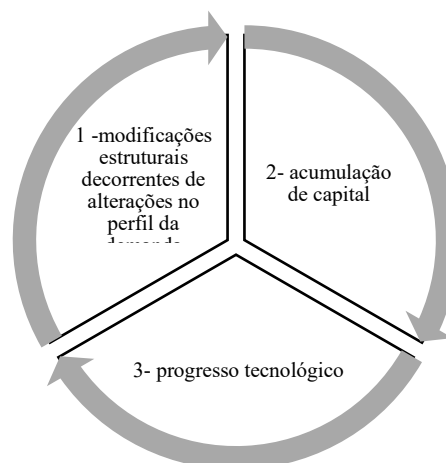 1 -modificações
estruturais
decorrentes de
alterações no
perfil da
2- acumulação
de capital
3- progresso tecnológico